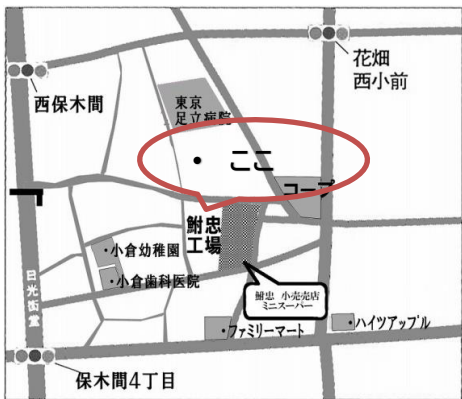 花畑
西小前
西保木間
東京
足立病院
・ ここ
コープ
鮒忠
工場
・小倉幼稚園
・小倉歯科医院
日光街道
鮒忠 小売売店
ミニスーパー
・ファミリーマート
・ハイツアップル
保木間4丁目